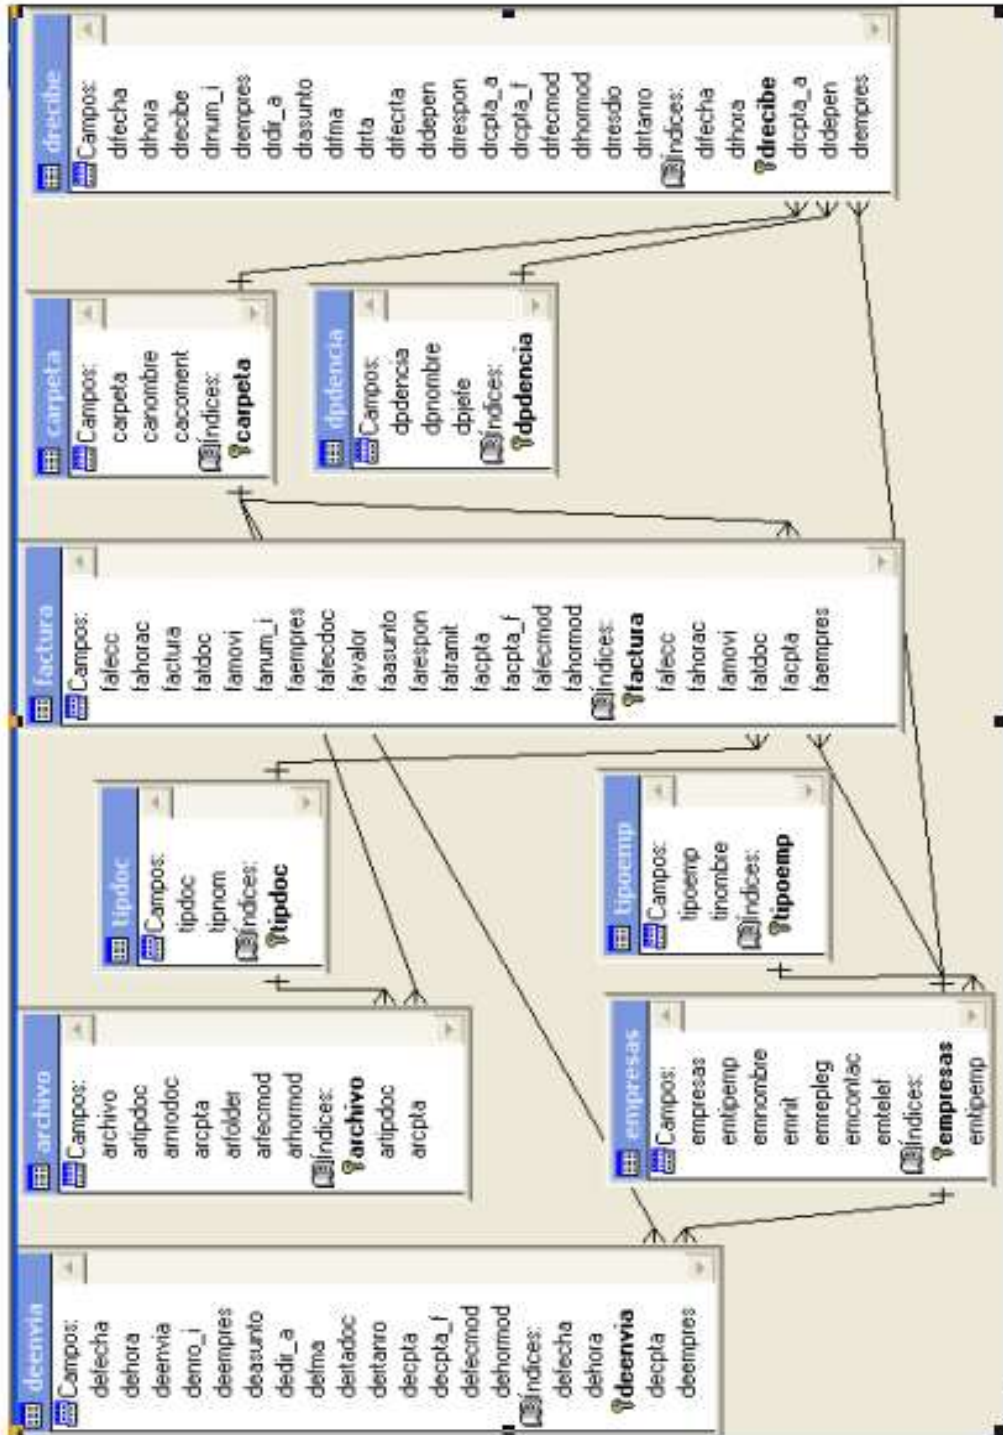 deenvia
Campos:
defecha
dehora
deenvia
denro_i
deempres
deasunto
dedir_a
defma
dertadoc
dertanro
decpta
decpta_f
defecmod
dehormod
Índices:
defecha
dehora
deenvia
decpta
deempres
archivo
Campos:
archivo
artipdoc
arnrodoc
arcpta
arfolder
arfecmod
arhormod
Índices:
archivo
artipdoc
arcpta
empresas
Campos:
empresas
emtipemp
emnombre
emnit
emrepleg
emcontac
emtelef
Índices:
empresas
emtipemp
tipdoc
Campos:
tipdoc
tipnom
Índices:
tipdoc
tipoemp
Campos:
tipoemp
tinombre
Índices:
tipoemp
factura
Campos:
fafecc
fahorac
factura
fatdoc
famovi
fanum_i
faempres
fafecdoc
favalor
faasunto
farespon
fatramit
facpta
facpta_f
fafecmod
fahormod
Índices:
factura
fafecc
fahorac
famovi
fatdoc
facpta
faempres
carpeta
Campos:
carpeta
canombre
cacoment
Índices:
carpeta
dpdencia
Campos:
dpdencia
dpnombre
dpjefe
Índices:
dpdencia
drecibe
Campos:
drfecha
drhora
drecibe
drnum_i
drempres
drdir_a
drasunto
drfma
drrta
drfecrta
drdepen
drrespon
drcpta_a
drcpta_f
drfecmod
drhormod
dresdio
drrtanro
Índices:
drfecha
drhora
drecibe
drcpta_a
drdepen
drempres